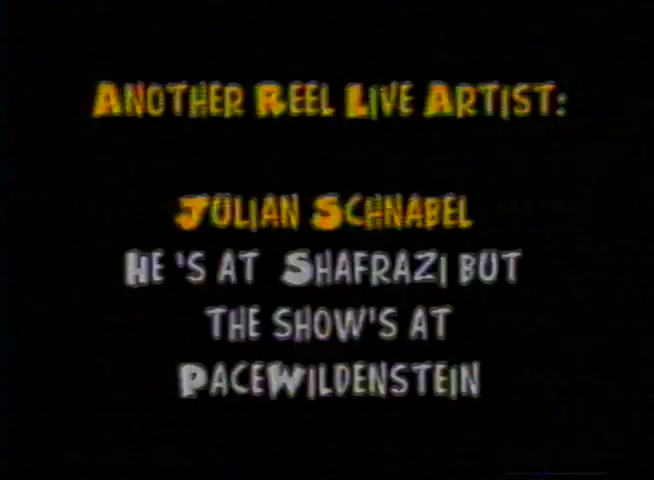 ANOTHER REEL LIVE ARTIST:
JULIAN SCHNABEL
HE'S AT SHAFRAZI BUT
THE SHOW'S AT
PACEWILDENSTEIN